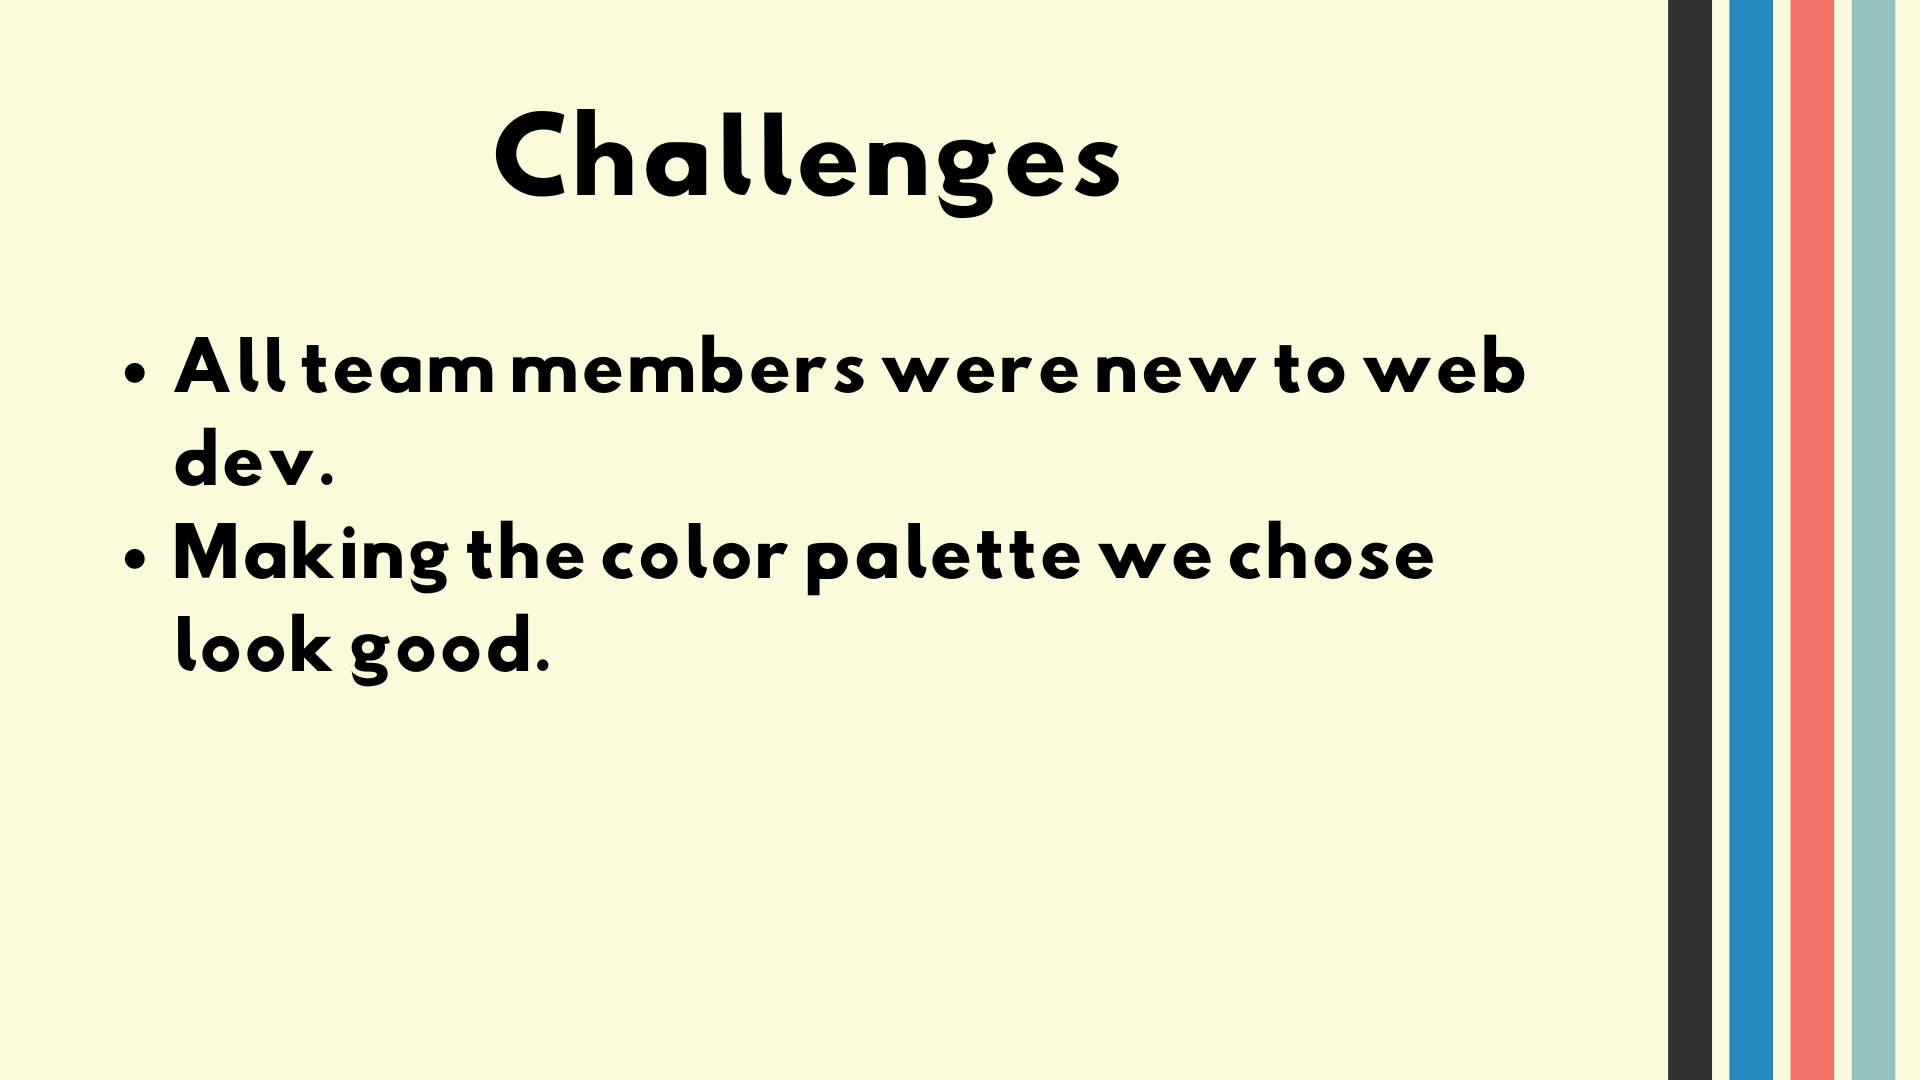 Challenges
• All team members were new to web
dev.
• Making the color palette we chose
look good.